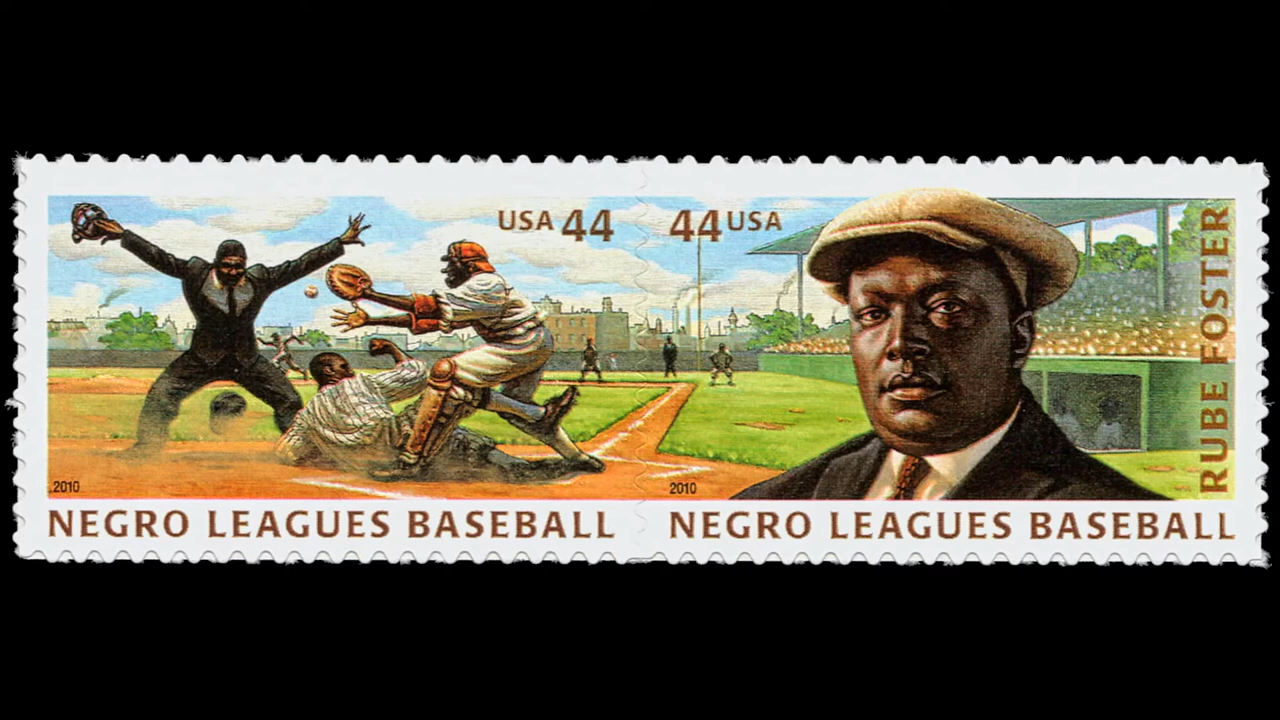 USA 44
2010
NEGRO LEAGUES BASEBALL
44 USA
RUBE FOSTER
2010
NEGRO LEAGUES BASEBALL